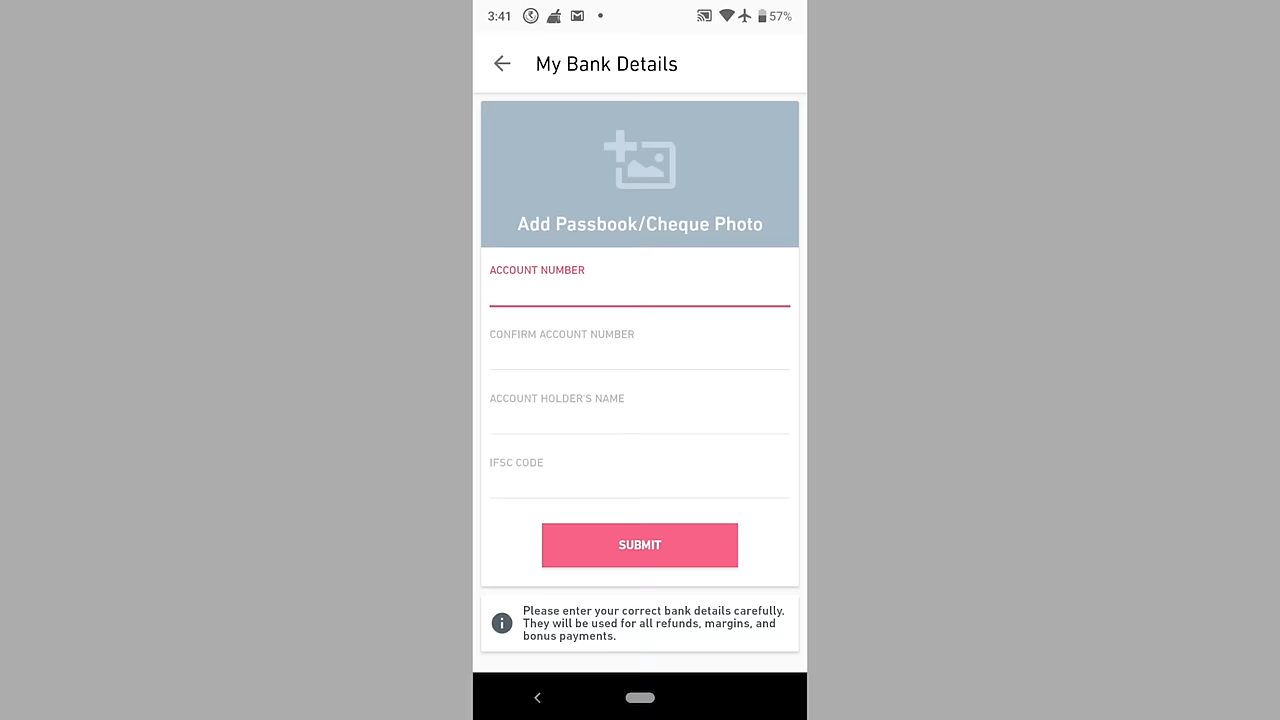 3:41
57%
My Bank Details
Add Passbook/Cheque Photo
ACCOUNT NUMBER
CONFIRM ACCOUNT NUMBER
ACCOUNT HOLDER'S NAME
IFSC CODE
SUBMIT
Please enter your correct bank details carefully.
They will be used for all refunds, margins, and
bonus payments.